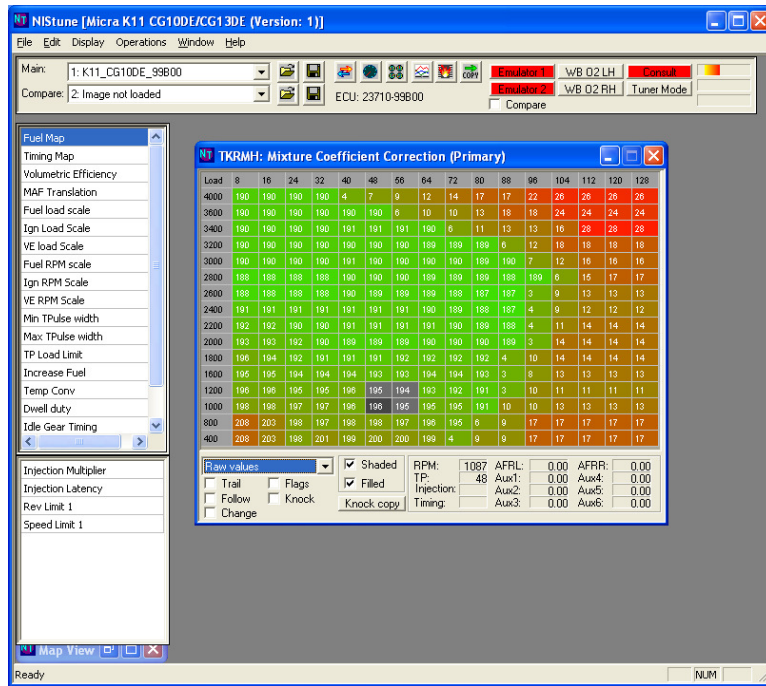 NIStune [Micra K11 CG10DE/CG13DE (Version: 1)]
File Edit Display Operations Window Help
Main: 1: K11_CG10DE_99B00 COPY Emulator 1 WB O2 LH Consult
Compare: 2: Image not loaded ECU: 23710-99B00 Emulator 2 WB O2 RH Tuner Mode
Compare
Fuel Map
Timing Map
Volumetric Efficiency
MAF Translation
Fuel load scale
Ign Load Scale
VE load Scale
Fuel RPM scale
Ign RPM Scale
VE RPM Scale
Min TPulse width
Max TPulse width
TP Load Limit
Increase Fuel
Temp Conv
Dwell duty
Idle Gear Timing
Injection Multiplier
Injection Latency
Rev Limit 1
Speed Limit 1
TKRMH: Mixture Coefficient Correction (Primary)
Load 8 16 24 32 40 48 56 64 72 80 88 96 104 112 120 128
4000 190 190 190 190 4 7 9 12 14 17 17 22 26 26 26 26
3600 190 190 190 190 190 190 6 10 10 13 18 18 24 24 24 24
3400 190 190 190 190 191 191 191 190 6 11 13 13 16 28 28 28
3200 190 190 190 190 190 190 190 190 189 189 189 6 12 18 18 18 18
3000 190 190 190 190 190 191 191 190 190 189 188 190 7 12 16 16 16
2800 188 188 188 188 190 190 190 189 189 189 188 189 6 15 17 17
2600 188 188 188 188 190 189 189 189 188 187 187 3 9 13 13 13
2400 191 191 191 191 191 191 190 190 190 188 187 4 9 12 12 12
2200 192 192 190 190 191 191 191 191 190 189 188 4 11 14 14 14
2000 193 193 192 190 189 189 189 190 190 190 189 3 14 14 14 14
1800 196 194 192 191 191 191 192 192 192 192 4 10 14 14 14 14
1600 195 195 194 194 194 193 193 194 194 193 3 8 13 13 13 13
1200 196 196 195 195 196 195 194 193 192 191 3 10 11 11 11 11
1000 198 198 197 197 196 196 195 195 195 191 10 10 13 13 13 13
800 208 203 198 197 198 198 197 196 195 6 9 17 17 17 17 17
400 208 203 198 201 199 200 200 199 4 9 9 17 17 17 17 17
Raw values Shaded RPM: 1087 AFRL: 0.00 AFRR: 0.00
Trail Flags Filled TP: 48 Aux1: 0.00 Aux4: 0.00
Follow Knock Injection: Aux2: 0.00 Aux5: 0.00
Change Knock copy Timing: Aux3: 0.00 Aux6: 0.00
Map View
Ready NUM